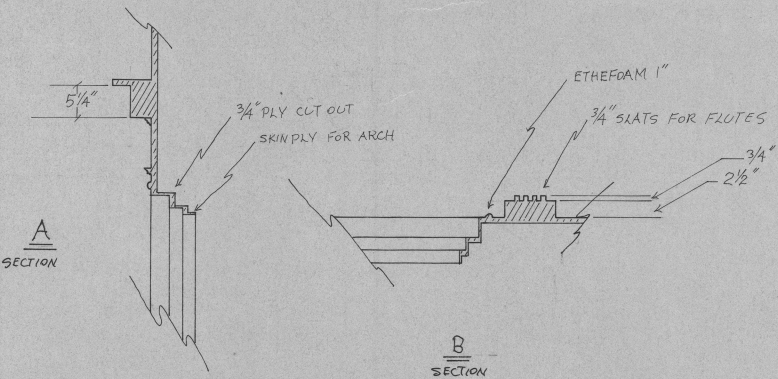 5 1/4"
3/4" PLY CUT OUT
SKIN PLY FOR ARCH
A
SECTION
ETHEFOAM 1"
3/4" SLATS FOR FLUTES
3/4"
2 1/2"
B
SECTION